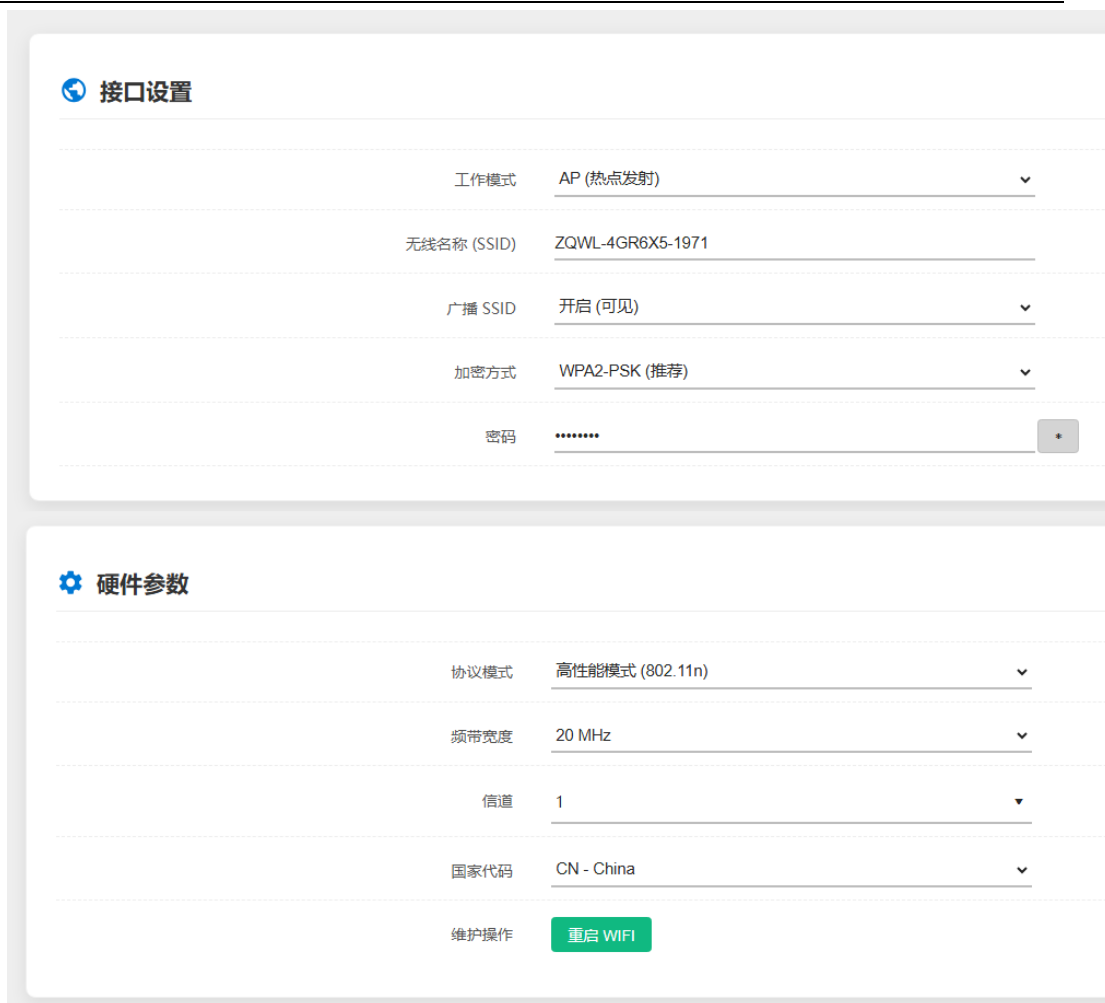 接口设置
工作模式 AP (热点发射)
无线名称 (SSID) ZQWL-4GR6X5-1971
广播 SSID 开启 (可见)
加密方式 WPA2-PSK (推荐)
密码 •••••••• *
硬件参数
协议模式 高性能模式 (802.11n)
频带宽度 20 MHz
信道 1
国家代码 CN - China
维护操作 重启 WIFI